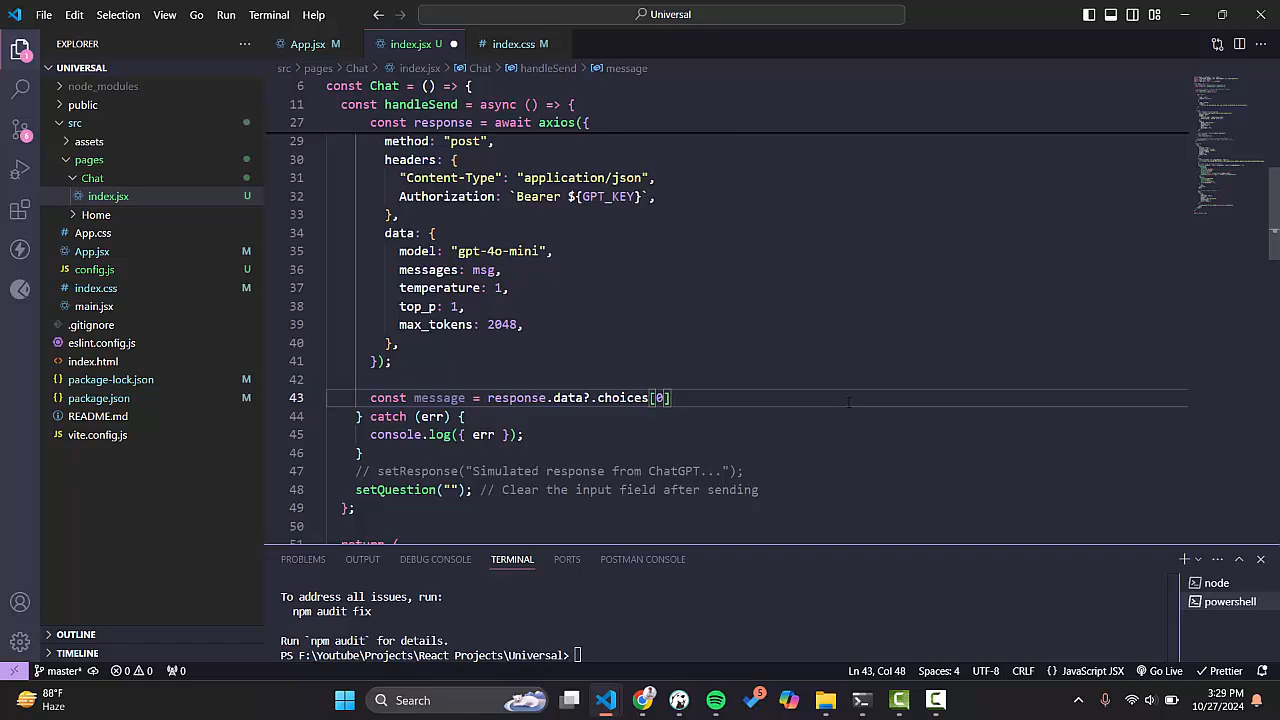 File Edit Selection View Go Run Terminal Help
Universal
EXPLORER
UNIVERSAL
node_modules
public
src
assets
pages
Chat
index.jsx U
Home
App.css
App.jsx M
config.js U
index.css M
main.jsx
.gitignore
eslint.config.js
index.html
package-lock.json M
package.json M
README.md
vite.config.js
OUTLINE
TIMELINE
App.jsx M
index.jsx U
index.css M
src > pages > Chat > index.jsx > Chat > handleSend > message
6 const Chat = () => {
11 const handleSend = async () => {
27 const response = await axios({
29 method: "post",
30 headers: {
31 "Content-Type": "application/json",
32 Authorization: `Bearer ${GPT_KEY}`,
33 },
34 data: {
35 model: "gpt-4o-mini",
36 messages: msg,
37 temperature: 1,
38 top_p: 1,
39 max_tokens: 2048,
40 },
41 });
42
43 const message = response.data?.choices[0]
44 } catch (err) {
45 console.log({ err });
46 }
47 // setResponse("Simulated response from ChatGPT...");
48 setQuestion(""); // Clear the input field after sending
49 };
50
51 return (
PROBLEMS OUTPUT DEBUG CONSOLE TERMINAL PORTS POSTMAN CONSOLE
To address all issues, run:
npm audit fix
Run `npm audit` for details.
PS F:\Youtube\Projects\React Projects\Universal>
node
powershell
master* 0 0 0 Ln 43, Col 48 Spaces: 4 UTF-8 CRLF {} JavaScript JSX Go Live Prettier
88°F
Haze
Search
5
3:29 PM
10/27/2024
1
6